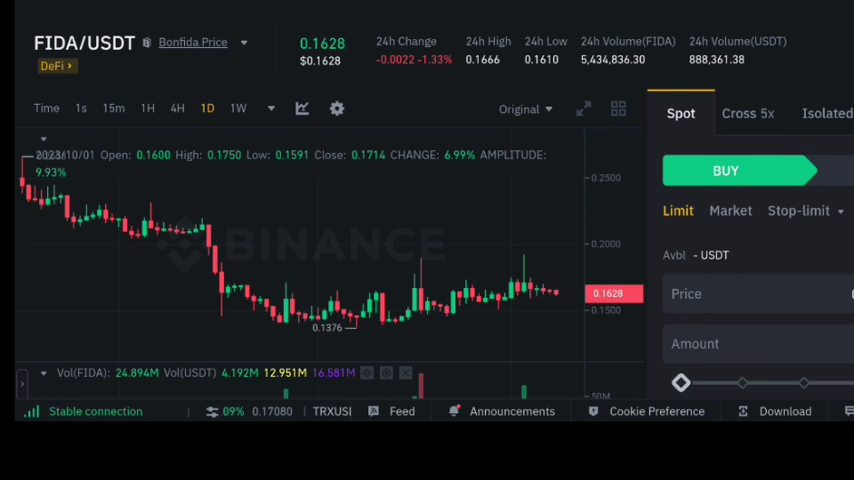 FIDA/USDT Bonfida Price
DeFi
0.1628
$0.1628
24h Change
-0.0022 -1.33%
24h High
0.1666
24h Low
0.1610
24h Volume(FIDA)
5,434,836.30
24h Volume(USDT)
888,361.38
Time 1s 15m 1H 4H 1D 1W
Original
Spot Cross 5x Isolated
2023/10/01 Open: 0.1600 High: 0.1750 Low: 0.1591 Close: 0.1714 CHANGE: 6.99% AMPLITUDE:
9.93%
BINANCE
0.2500
0.2000
0.1628
0.1500
0.1376
BUY
Limit Market Stop-limit
Avbl - USDT
Price
Amount
Vol(FIDA): 24.894M Vol(USDT) 4.192M 12.951M 16.581M
50M
Stable connection 09% 0.17080 TRXUSI Feed Announcements Cookie Preference Download